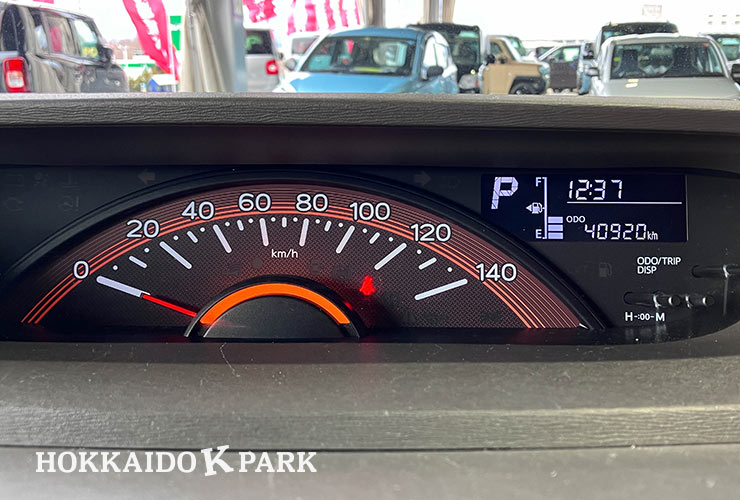 P
F
12:37
ODO
E
40920km
0
20
40
60
80
100
120
140
km/h
ODO/TRIP
DISP
H -:00- M
HOKKAIDO K PARK